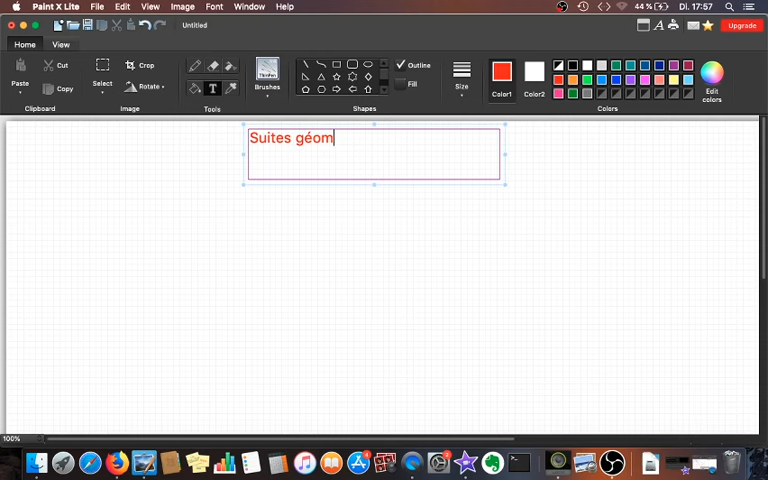 Paint X Lite File Edit View Image Font Window Help 44 % Di. 17:57
Untitled Upgrade
Home View
Paste Cut Copy Select Crop Rotate Brushes Outline Fill Size Color1 Color2 Edit colors
Clipboard Image Tools Shapes Colors
Suites géom
100%